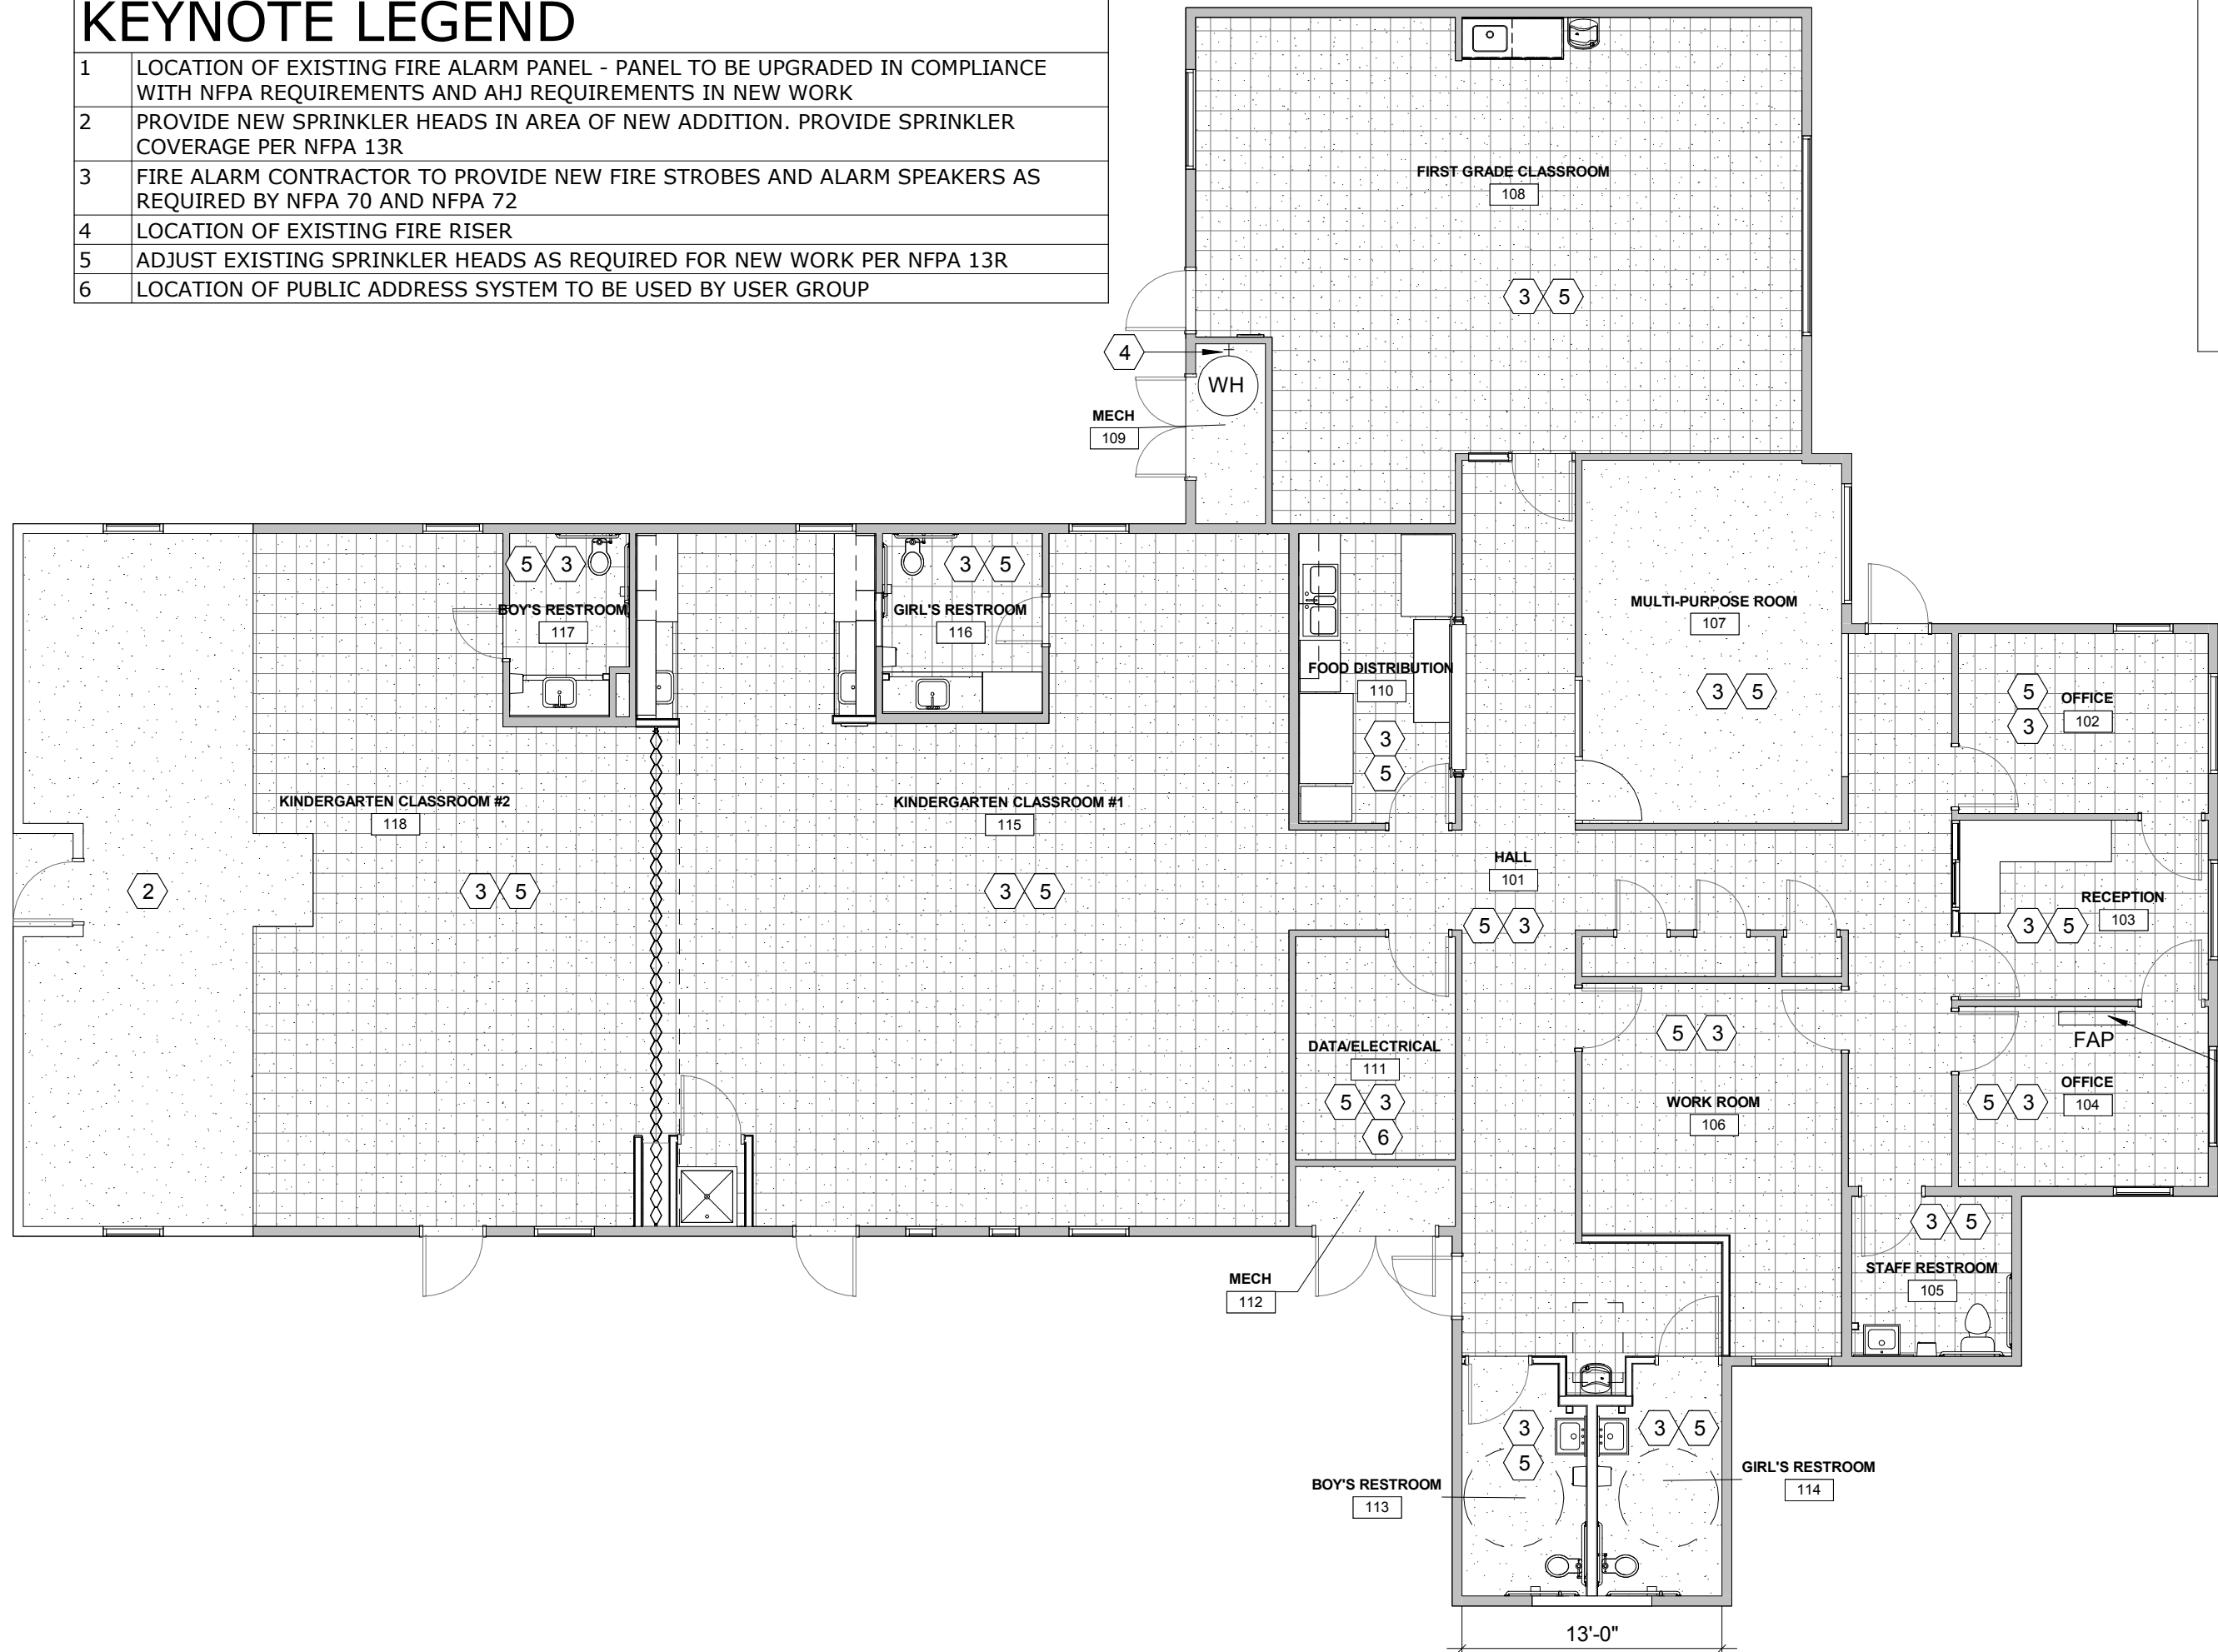 KEYNOTE LEGEND
1 LOCATION OF EXISTING FIRE ALARM PANEL - PANEL TO BE UPGRADED IN COMPLIANCE
WITH NFPA REQUIREMENTS AND AHJ REQUIREMENTS IN NEW WORK
2 PROVIDE NEW SPRINKLER HEADS IN AREA OF NEW ADDITION. PROVIDE SPRINKLER
COVERAGE PER NFPA 13R
3 FIRE ALARM CONTRACTOR TO PROVIDE NEW FIRE STROBES AND ALARM SPEAKERS AS
REQUIRED BY NFPA 70 AND NFPA 72
4 LOCATION OF EXISTING FIRE RISER
5 ADJUST EXISTING SPRINKLER HEADS AS REQUIRED FOR NEW WORK PER NFPA 13R
6 LOCATION OF PUBLIC ADDRESS SYSTEM TO BE USED BY USER GROUP
FIRST GRADE CLASSROOM
108
3 5
4
WH
MECH
109
5 3
BOY'S RESTROOM
117
3 5
GIRL'S RESTROOM
116
MULTI-PURPOSE ROOM
107
3 5
FOOD DISTRIBUTION
110
3
5
5
3
OFFICE
102
KINDERGARTEN CLASSROOM #2
118
3 5
2
KINDERGARTEN CLASSROOM #1
115
3 5
HALL
101
5 3
RECEPTION
103
3 5
FAP
OFFICE
104
5 3
DATA/ELECTRICAL
111
5 3
6
5 3
WORK ROOM
106
3 5
STAFF RESTROOM
105
MECH
112
3
5
3 5
BOY'S RESTROOM
113
GIRL'S RESTROOM
114
13'-0"